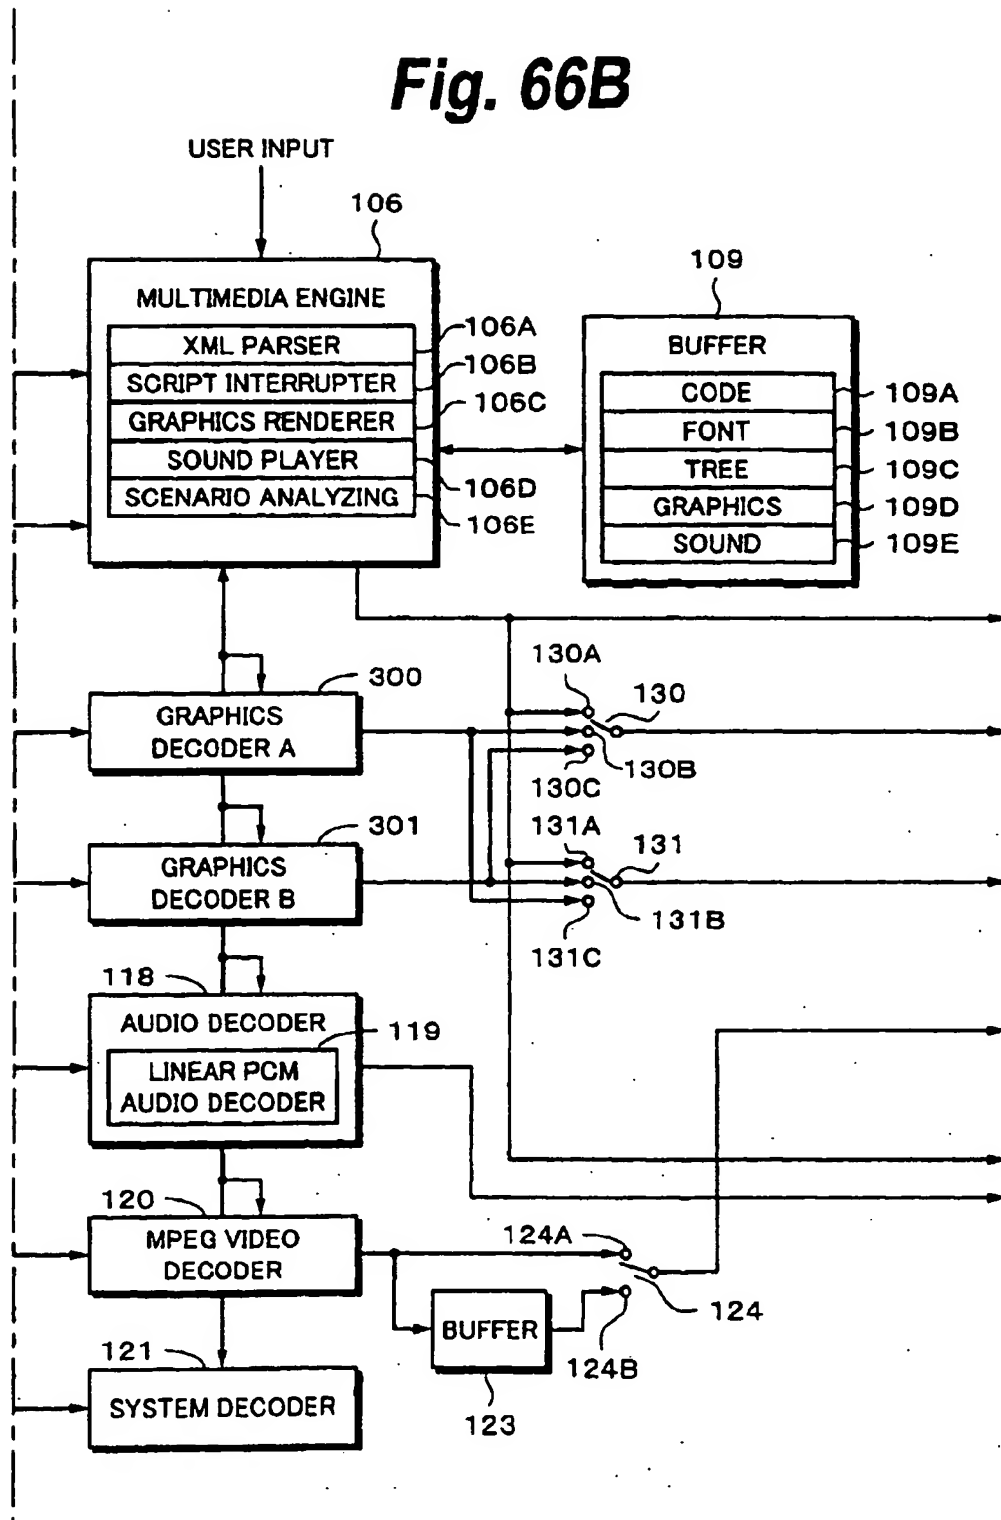 Fig. 66B
USER INPUT
106
MULTIMEDIA ENGINE
XML PARSER
SCRIPT INTERRUPTER
GRAPHICS RENDERER
SOUND PLAYER
SCENARIO ANALYZING
106A
106B
106C
106D
106E
109
BUFFER
CODE
FONT
TREE
GRAPHICS
SOUND
109A
109B
109C
109D
109E
300
GRAPHICS
DECODER A
130A
130
130B
130C
301
GRAPHICS
DECODER B
131A
131
131B
131C
118
AUDIO DECODER
119
LINEAR PCM
AUDIO DECODER
120
MPEG VIDEO
DECODER
124A
124
124B
BUFFER
123
121
SYSTEM DECODER